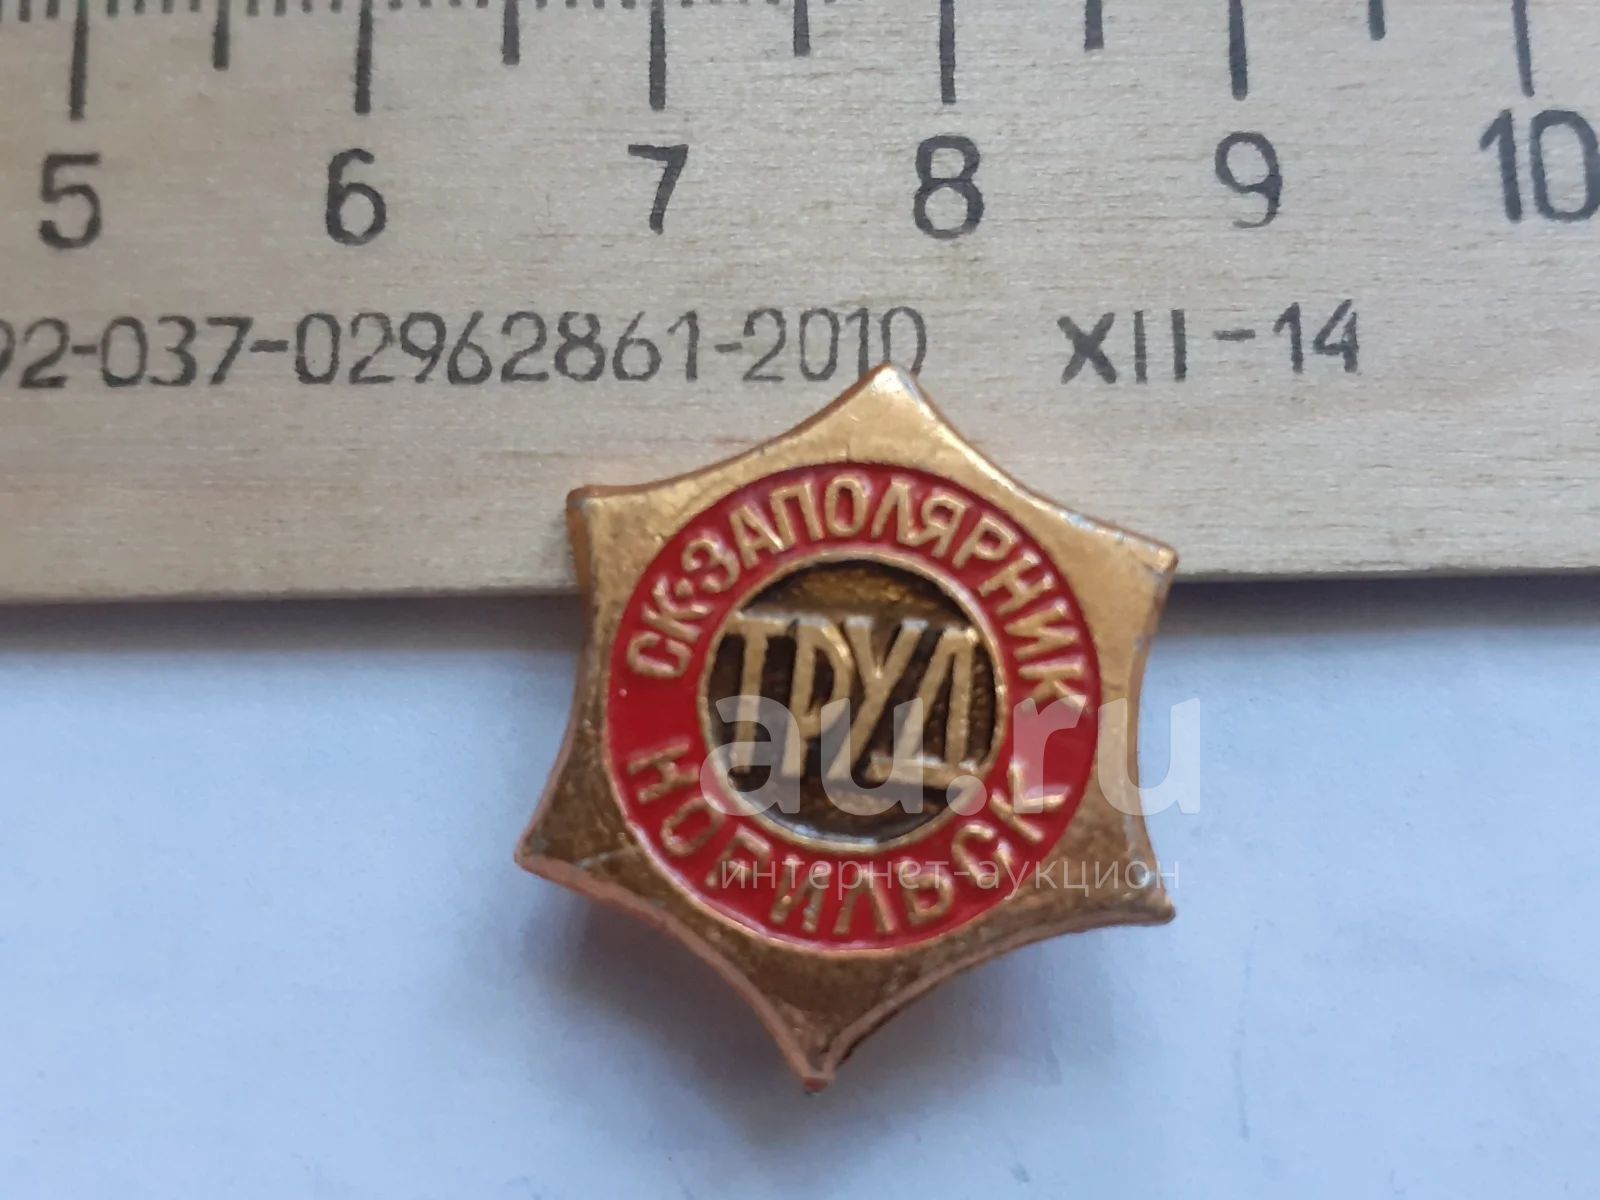 5 6 7 8 9 10
92-037-02962861-2010 XII-14
СК·ЗАПОЛЯРНИК
ТРУД
НОРИЛЬСК
au.ru
интернет-аукцион